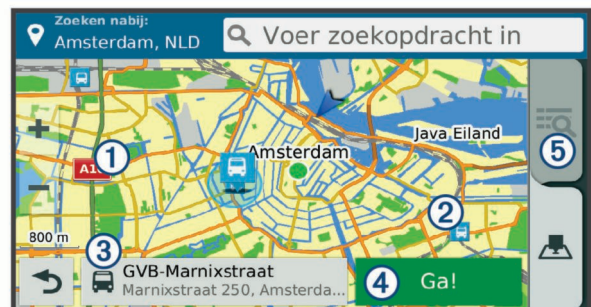 Zoeken nabij:
Amsterdam, NLD
Voer zoekopdracht in
Java Eiland
Amsterdam
1
5
2
800 m
3
GVB-Marnixstraat
Marnixstraat 250, Amsterda...
4
Ga!